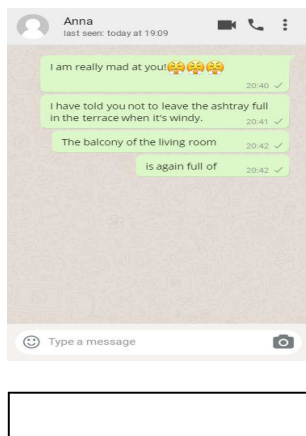 Anna
last seen: today at 19:09
I am really mad at you!😤😤😤
20:40
I have told you not to leave the ashtray full
in the terrace when it's windy.
20:41
The balcony of the living room
20:42
is again full of
20:42
Type a message